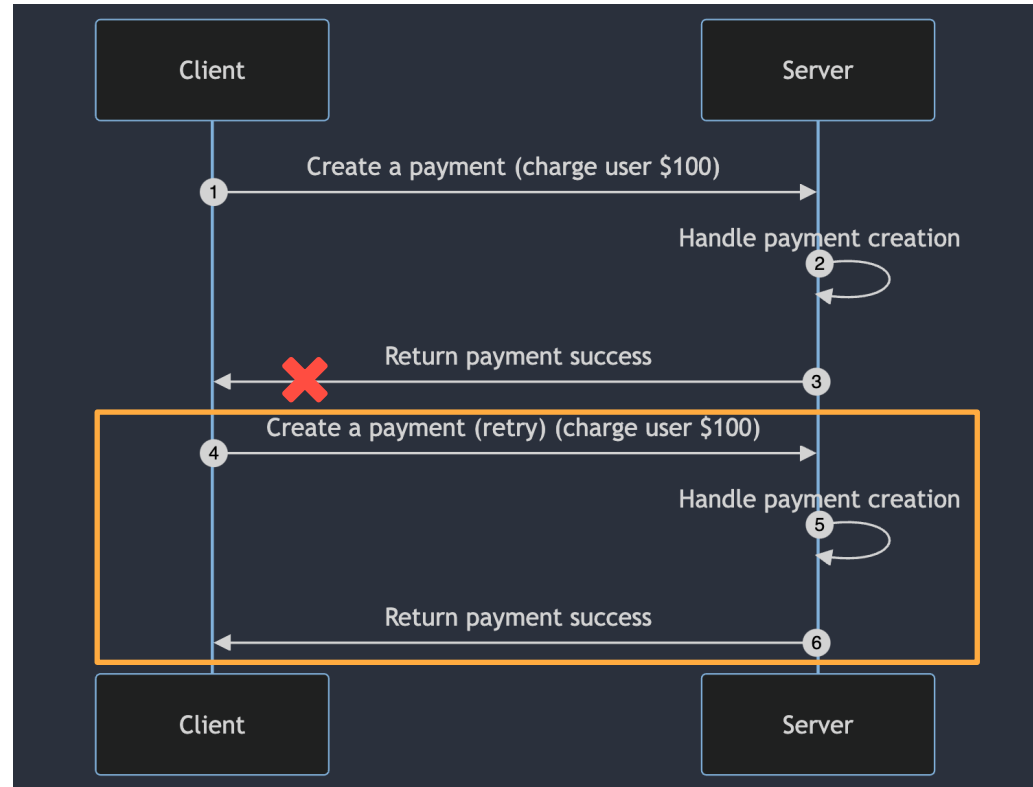 Client
Server
Create a payment (charge user $100)
1
Handle payment creation
2
Return payment success
3
Create a payment (retry) (charge user $100)
4
Handle payment creation
5
Return payment success
6
Client
Server